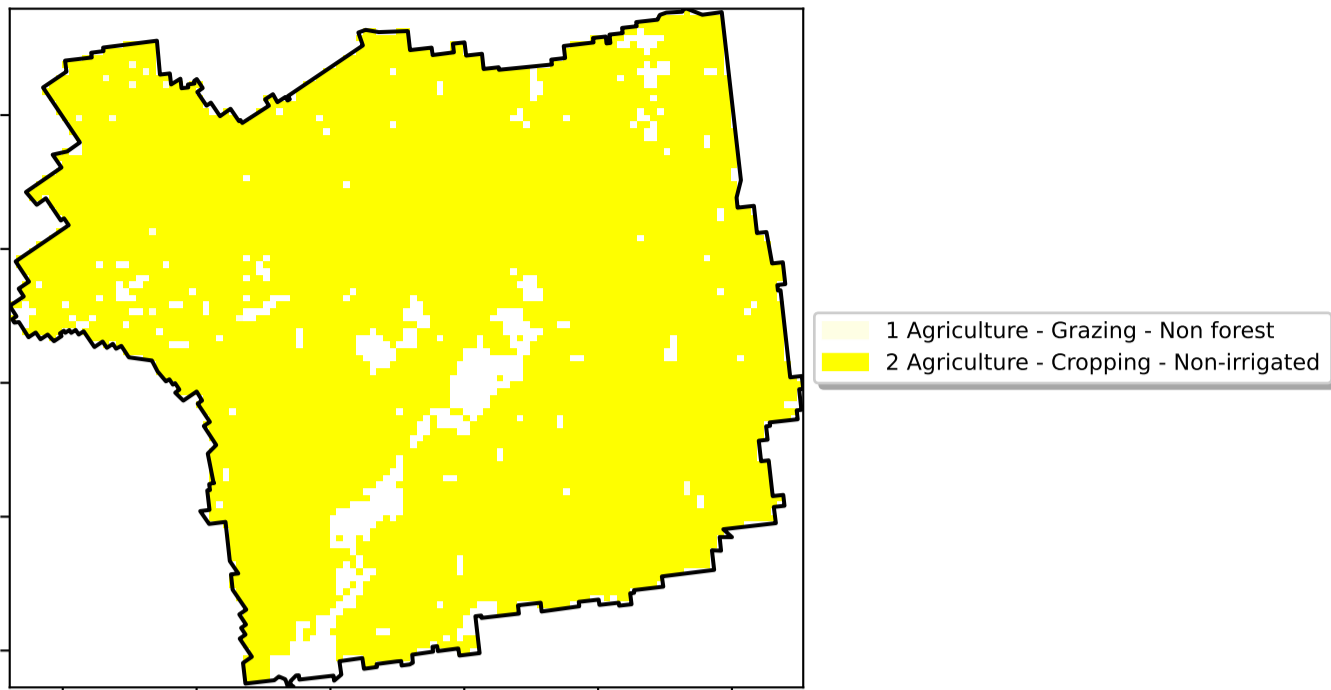 1 Agriculture - Grazing - Non forest
2 Agriculture - Cropping - Non-irrigated